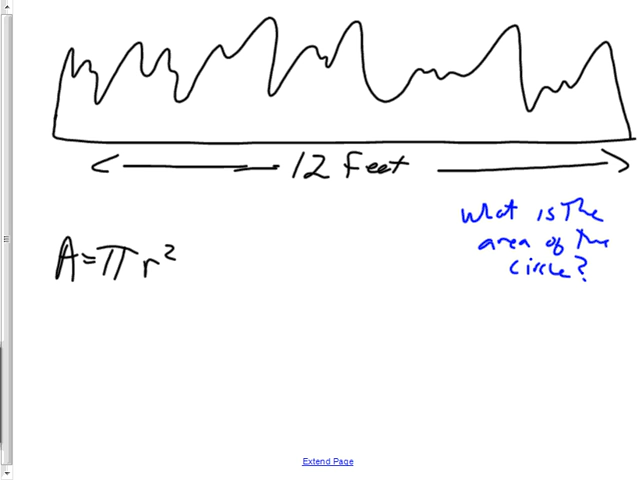 12 Feet
What is The
area of the
circle?
A=πr²
Extend Page